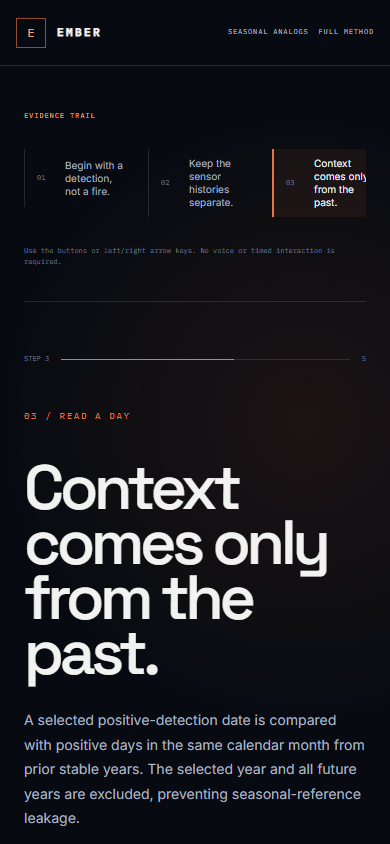 E EMBER SEASONAL ANALOGS FULL METHOD
EVIDENCE TRAIL
01
Begin with a
detection,
not a fire.
02
Keep the
sensor
histories
separate.
03
Context
comes only
from the
past.
Use the buttons or left/right arrow keys. No voice or timed interaction is
required.
STEP 3 5
03 / READ A DAY
Context
comes only
from the
past.
A selected positive-detection date is compared
with positive days in the same calendar month from
prior stable years. The selected year and all future
years are excluded, preventing seasonal-reference
leakage.